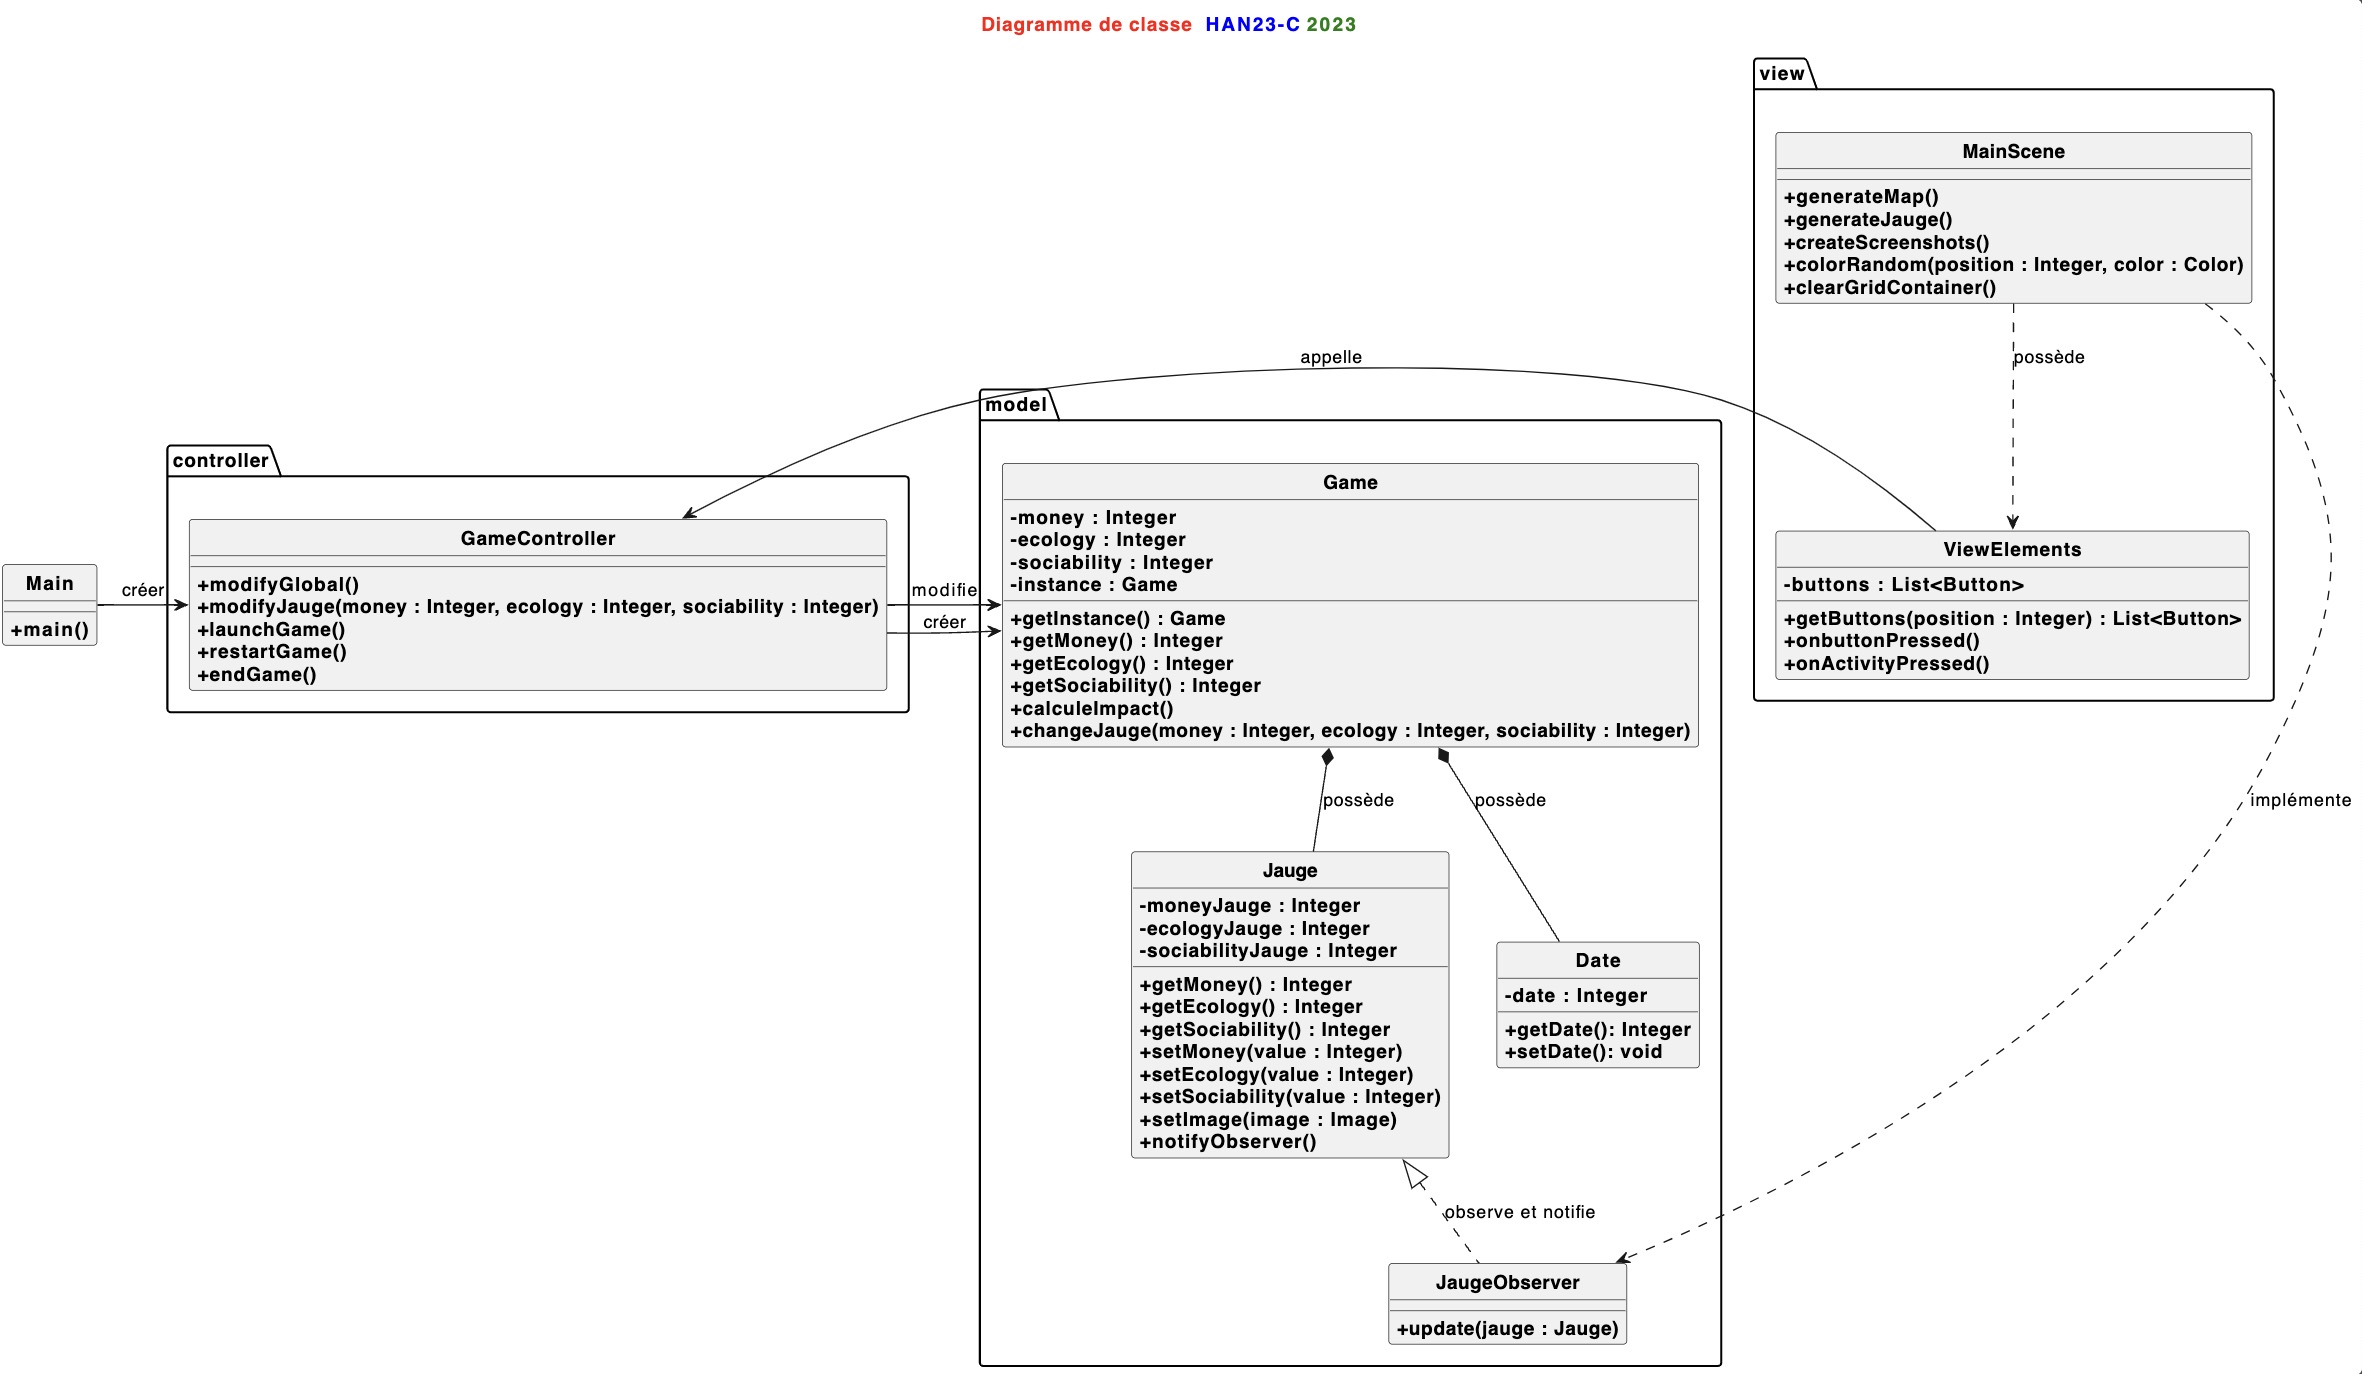 Diagramme de classe HAN23-C 2023
view
MainScene
+generateMap()
+generateJauge()
+createScreenshots()
+colorRandom(position : Integer, color : Color)
+clearGridContainer()
appelle
possède
model
controller
Game
-money : Integer
-ecology : Integer
-sociability : Integer
-instance : Game
+getInstance() : Game
+getMoney() : Integer
+getEcology() : Integer
+getSociability() : Integer
+calculeImpact()
+changeJauge(money : Integer, ecology : Integer, sociability : Integer)
GameController
+modifyGlobal()
+modifyJauge(money : Integer, ecology : Integer, sociability : Integer)
+launchGame()
+restartGame()
+endGame()
Main
+main()
créer
modifie
créer
ViewElements
-buttons : List<Button>
+getButtons(position : Integer) : List<Button>
+onbuttonPressed()
+onActivityPressed()
possède
possède
implémente
Jauge
-moneyJauge : Integer
-ecologyJauge : Integer
-sociabilityJauge : Integer
+getMoney() : Integer
+getEcology() : Integer
+getSociability() : Integer
+setMoney(value : Integer)
+setEcology(value : Integer)
+setSociability(value : Integer)
+setImage(image : Image)
+notifyObserver()
Date
-date : Integer
+getDate(): Integer
+setDate(): void
observe et notifie
JaugeObserver
+update(jauge : Jauge)